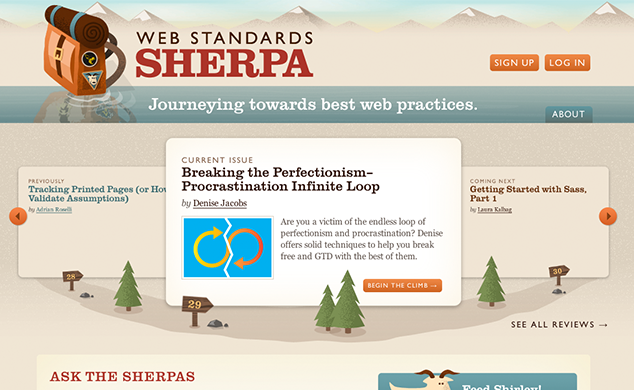 WEB STANDARDS
SHERPA
SIGN UP
LOG IN
Journeying towards best web practices.
ABOUT
PREVIOUSLY
Tracking Printed Pages (or How
Validate Assumptions)
by Adrian Roselli
CURRENT ISSUE
Breaking the Perfectionism–
Procrastination Infinite Loop
by Denise Jacobs
Are you a victim of the endless loop of
perfectionism and procrastination? Denise
offers solid techniques to help you break
free and GTD with the best of them.
BEGIN THE CLIMB →
COMING NEXT
Getting Started with Sass,
Part 1
by Laura Kalbag
28
29
30
SEE ALL REVIEWS →
ASK THE SHERPAS
Feed Shirley!